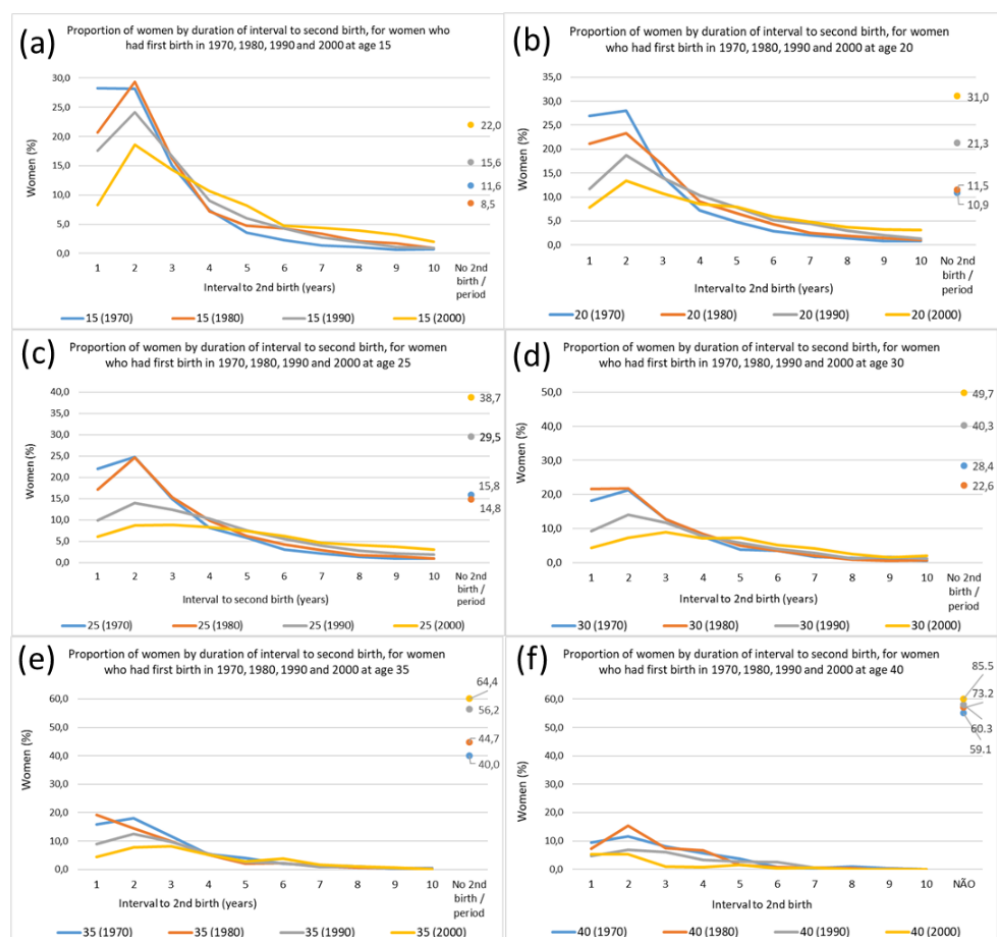 (a)
Proportion of women by duration of interval to second birth, for women who
had first birth in 1970, 1980, 1990 and 2000 at age 15
Women (%)
30,0
25,0
20,0
15,0
10,0
5,0
0,0
22,0
15,6
11,6
8,5
1 2 3 4 5 6 7 8 9 10 No 2nd
birth /
period
Interval to 2nd birth (years)
15 (1970) 15 (1980) 15 (1990) 15 (2000)
(b)
Proportion of women by duration of interval to second birth, for women
who had first birth in 1970, 1980, 1990 and 2000 at age 20
Women (%)
35,0
30,0
25,0
20,0
15,0
10,0
5,0
0,0
31,0
21,3
11,5
10,9
1 2 3 4 5 6 7 8 9 10 No 2nd
birth /
period
Interval to 2nd birth (years)
20 (1970) 20 (1980) 20 (1990) 20 (2000)
(c)
Proportion of women by duration of interval to second birth, for women
who had first birth in 1970, 1980, 1990 and 2000 at age 25
Women (%)
40,0
35,0
30,0
25,0
20,0
15,0
10,0
5,0
0,0
38,7
29,5
15,8
14,8
1 2 3 4 5 6 7 8 9 10 No 2nd
birth /
period
Interval to second birth (years)
25 (1970) 25 (1980) 25 (1990) 25 (2000)
(d)
Proportion of women by duration of interval to second birth, for women
who had first birth in 1970, 1980, 1990 and 2000 at age 30
Women (%)
50,0
40,0
30,0
20,0
10,0
0,0
49,7
40,3
28,4
22,6
1 2 3 4 5 6 7 8 9 10 No 2nd
birth /
period
Interval to 2nd birth (years)
30 (1970) 30 (1980) 30 (1990) 30 (2000)
(e)
Proportion of women by duration of interval to second birth, for women
who had first birth in 1970, 1980, 1990 and 2000 at age 35
Women (%)
60,0
50,0
40,0
30,0
20,0
10,0
0,0
64,4
56,2
44,7
40,0
1 2 3 4 5 6 7 8 9 10 No 2nd
birth /
period
Interval to 2nd birth (years)
35 (1970) 35 (1980) 35 (1990) 35 (2000)
(f)
Proportion of women by duration of interval to second birth, for women
who had first birth in 1970, 1980, 1990 and 2000 at age 40
Women (%)
60,0
50,0
40,0
30,0
20,0
10,0
0,0
85.5
73.2
60.3
59.1
1 2 3 4 5 6 7 8 9 10 NÃO
Interval to 2nd birth
40 (1970) 40 (1980) 40 (1990) 40 (2000)